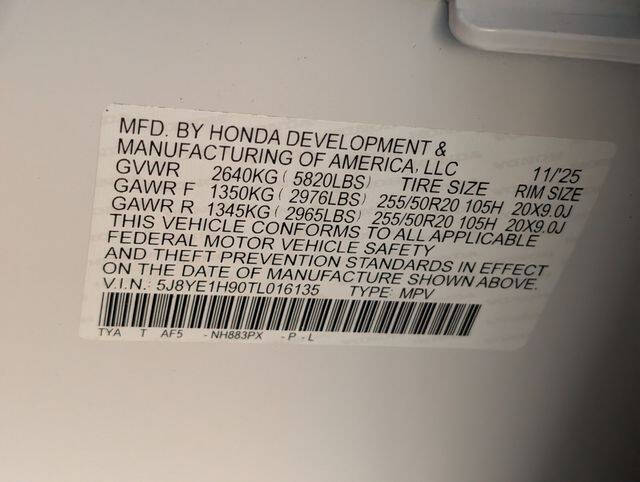 MFD. BY HONDA DEVELOPMENT &
MANUFACTURING OF AMERICA, LLC 11/'25
GVWR 2640KG ( 5820LBS) TIRE SIZE RIM SIZE
GAWR F 1350KG ( 2976LBS) 255/50R20 105H 20X9.0J
GAWR R 1345KG ( 2965LBS) 255/50R20 105H 20X9.0J
THIS VEHICLE CONFORMS TO ALL APPLICABLE
FEDERAL MOTOR VEHICLE SAFETY
AND THEFT PREVENTION STANDARDS IN EFFECT
ON THE DATE OF MANUFACTURE SHOWN ABOVE.
V.I.N.: 5J8YE1H90TL016135 TYPE: MPV
TYA T AF5 - NH883PX - P - L